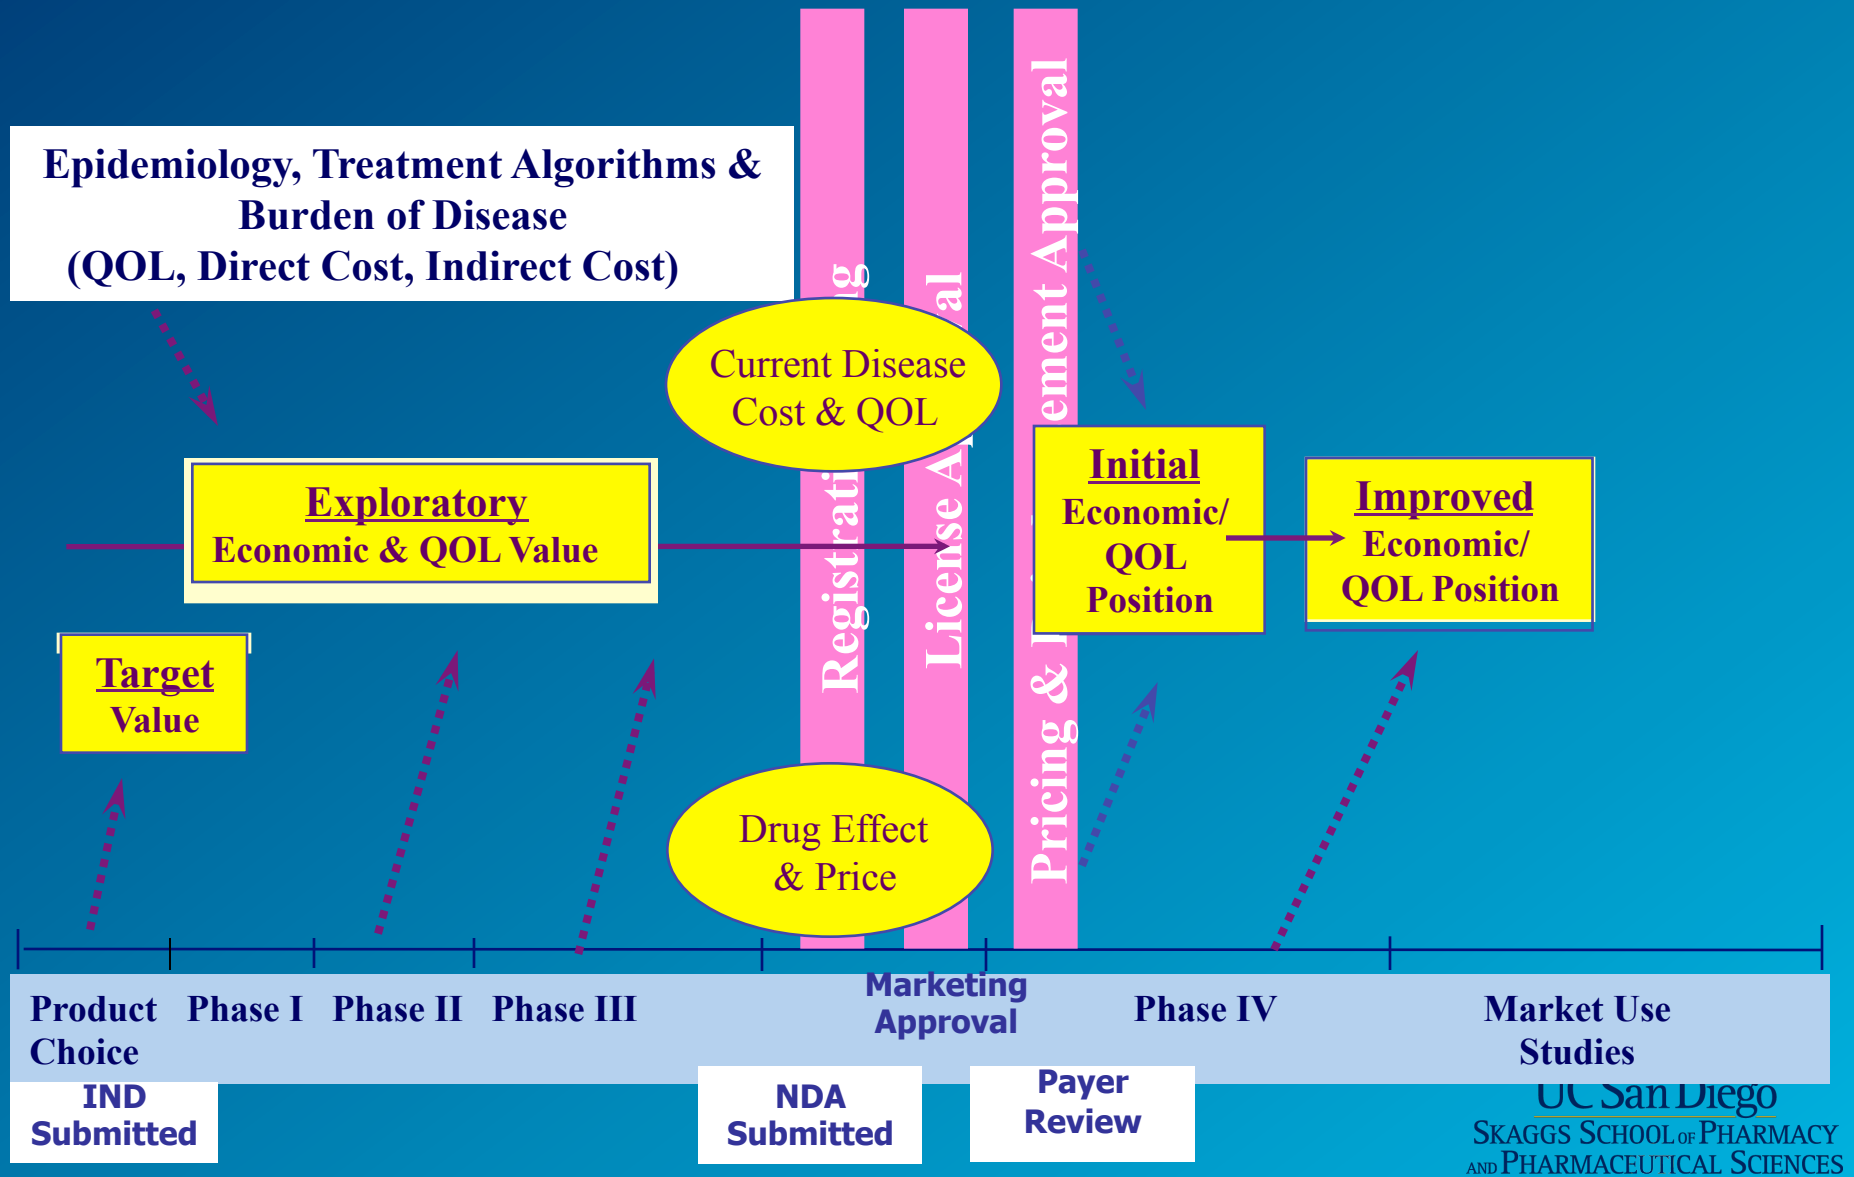 Epidemiology, Treatment Algorithms &
Burden of Disease
(QOL, Direct Cost, Indirect Cost)
Current Disease
Cost & QOL
Exploratory
Economic & QOL Value
Target
Value
License
Pricing & Approval
Initial
Economic/
QOL
Position
Improved
Economic/
QOL Position
Drug Effect
& Price
Product
Choice
Phase I
Phase II
Phase III
Marketing
Approval
Phase IV
Market Use
Studies
IND
Submitted
NDA
Submitted
Payer
Review
UC San Diego
SKAGGS SCHOOL OF PHARMACY
AND PHARMACEUTICAL SCIENCES